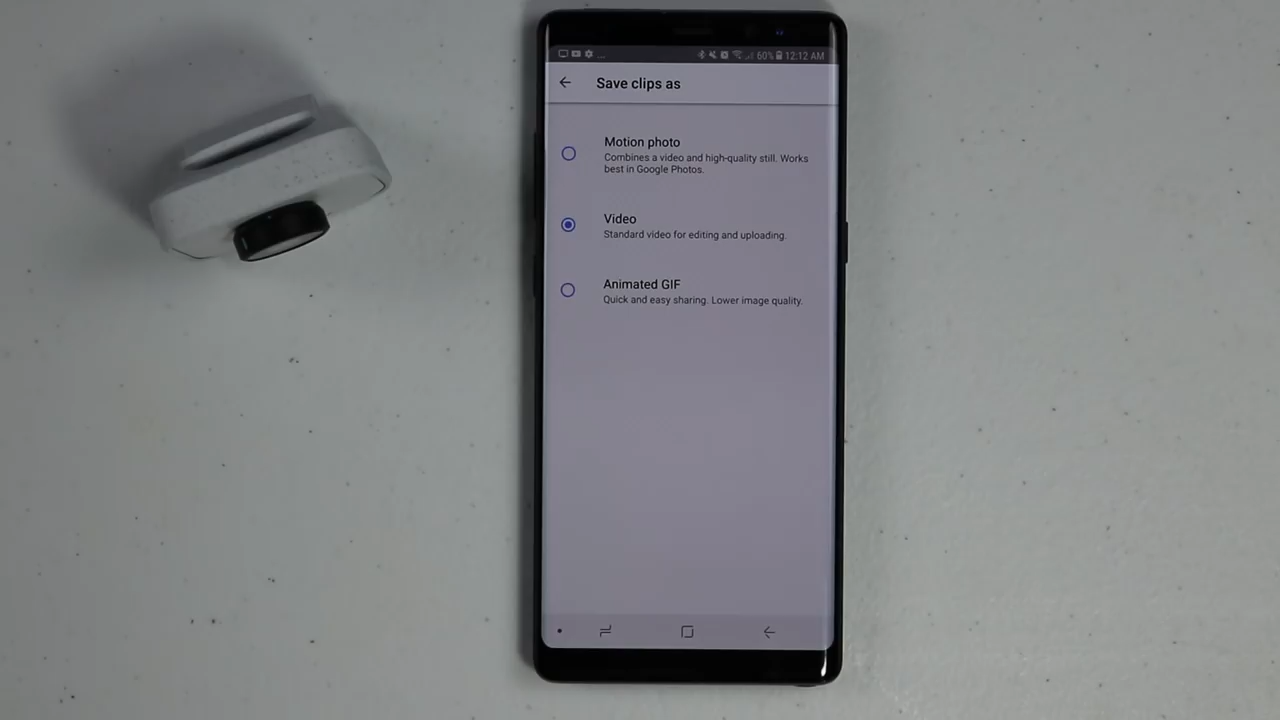 60% 12:12 AM
Save clips as
Motion photo
Combines a video and high-quality still. Works
best in Google Photos.
Video
Standard video for editing and uploading.
Animated GIF
Quick and easy sharing. Lower image quality.